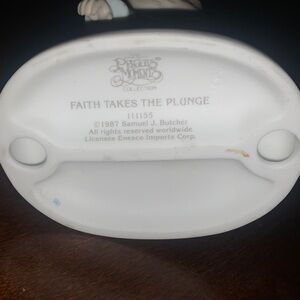 Precious
Moments
COLLECTION
FAITH TAKES THE PLUNGE
111155
©1987 Samuel J. Butcher
All rights reserved worldwide
Licensee Enesco Imports Corp.